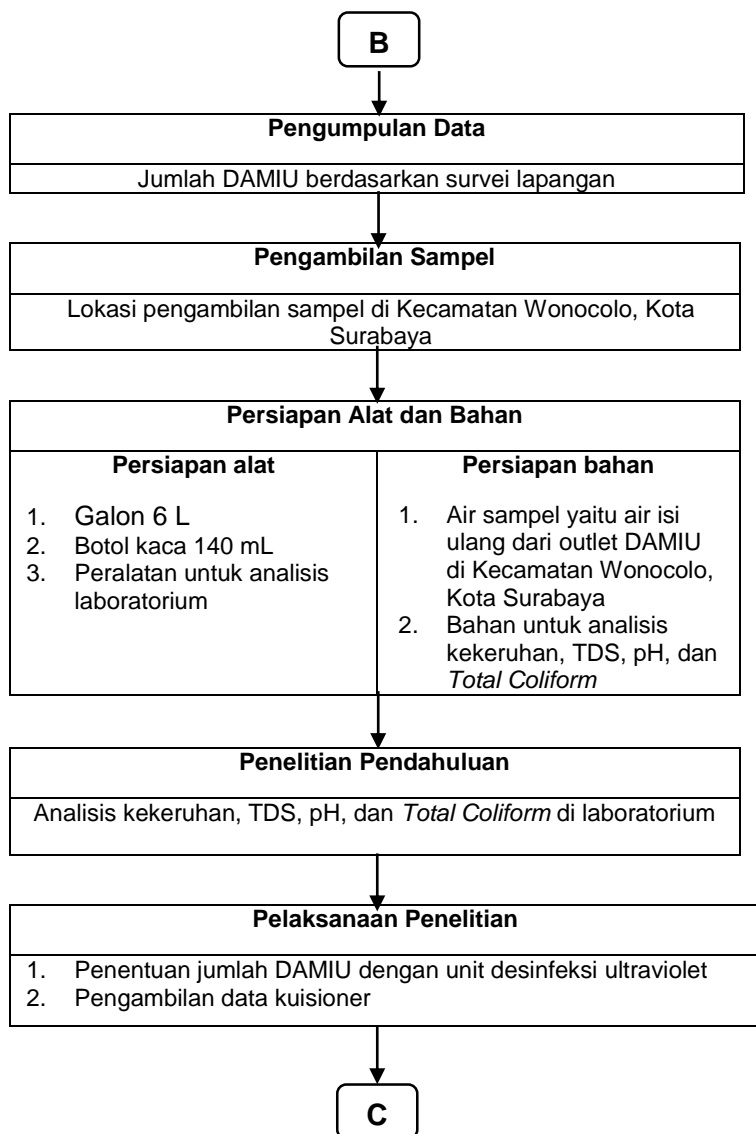 B
Pengumpulan Data
Jumlah DAMIU berdasarkan survei lapangan
Pengambilan Sampel
Lokasi pengambilan sampel di Kecamatan Wonocolo, Kota
Surabaya
Persiapan Alat dan Bahan
Persiapan alat
1. Galon 6 L
2. Botol kaca 140 mL
3. Peralatan untuk analisis
laboratorium
Persiapan bahan
1. Air sampel yaitu air isi
ulang dari outlet DAMIU
di Kecamatan Wonocolo,
Kota Surabaya
2. Bahan untuk analisis
kekeruhan, TDS, pH, dan
Total Coliform
Penelitian Pendahuluan
Analisis kekeruhan, TDS, pH, dan Total Coliform di laboratorium
Pelaksanaan Penelitian
1. Penentuan jumlah DAMIU dengan unit desinfeksi ultraviolet
2. Pengambilan data kuisioner
C